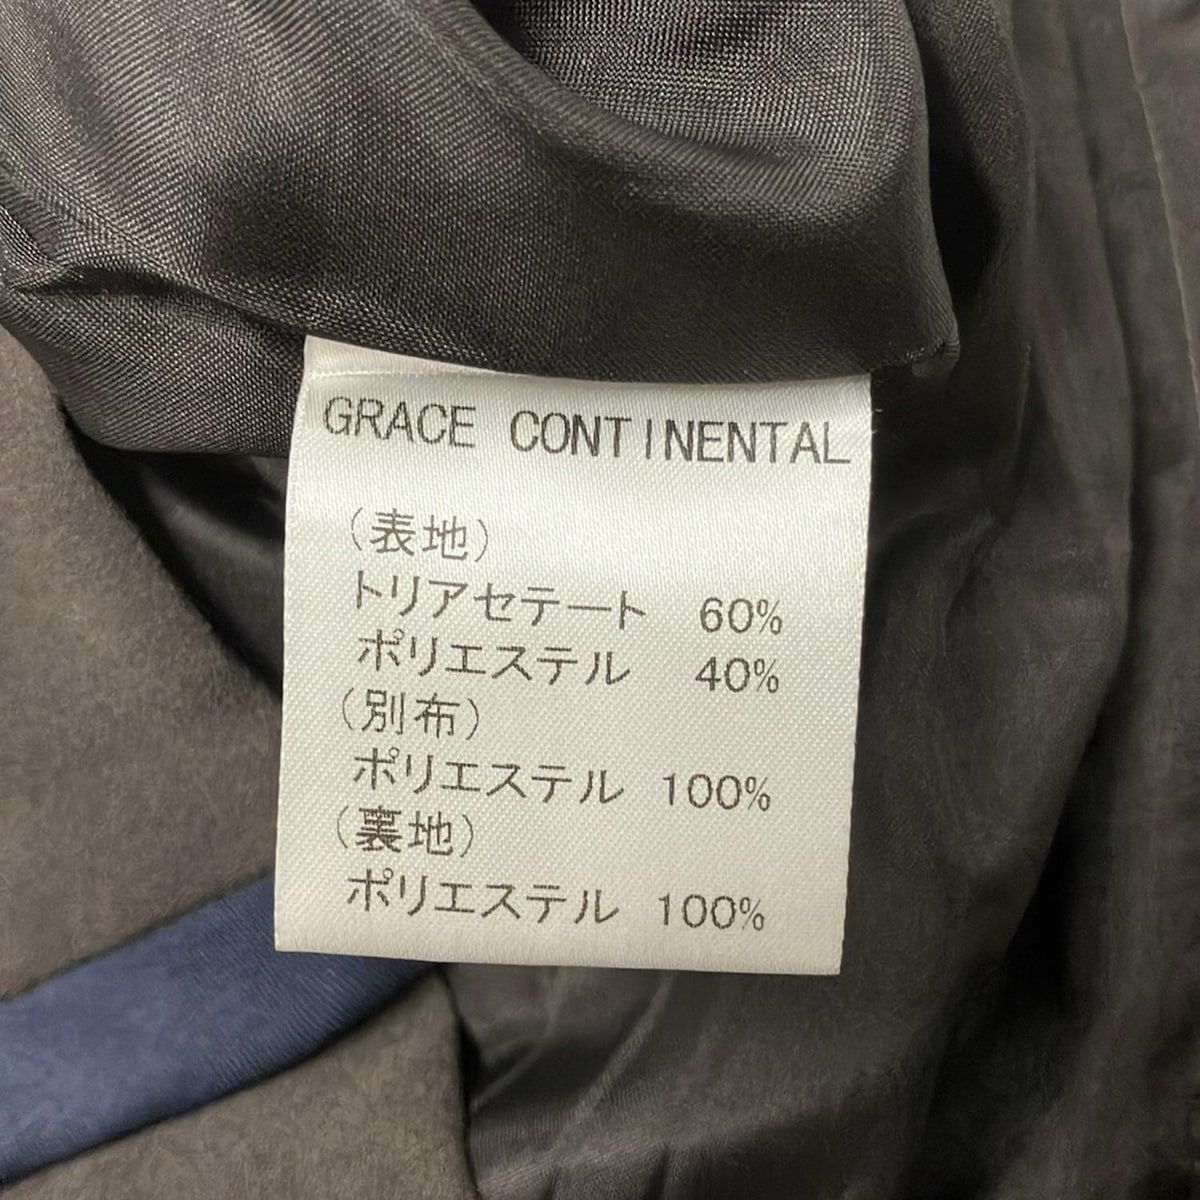 GRACE CONTINENTAL
(表地)
トリアセテート 60%
ポリエステル 40%
(別布)
ポリエステル 100%
(裏地)
ポリエステル 100%